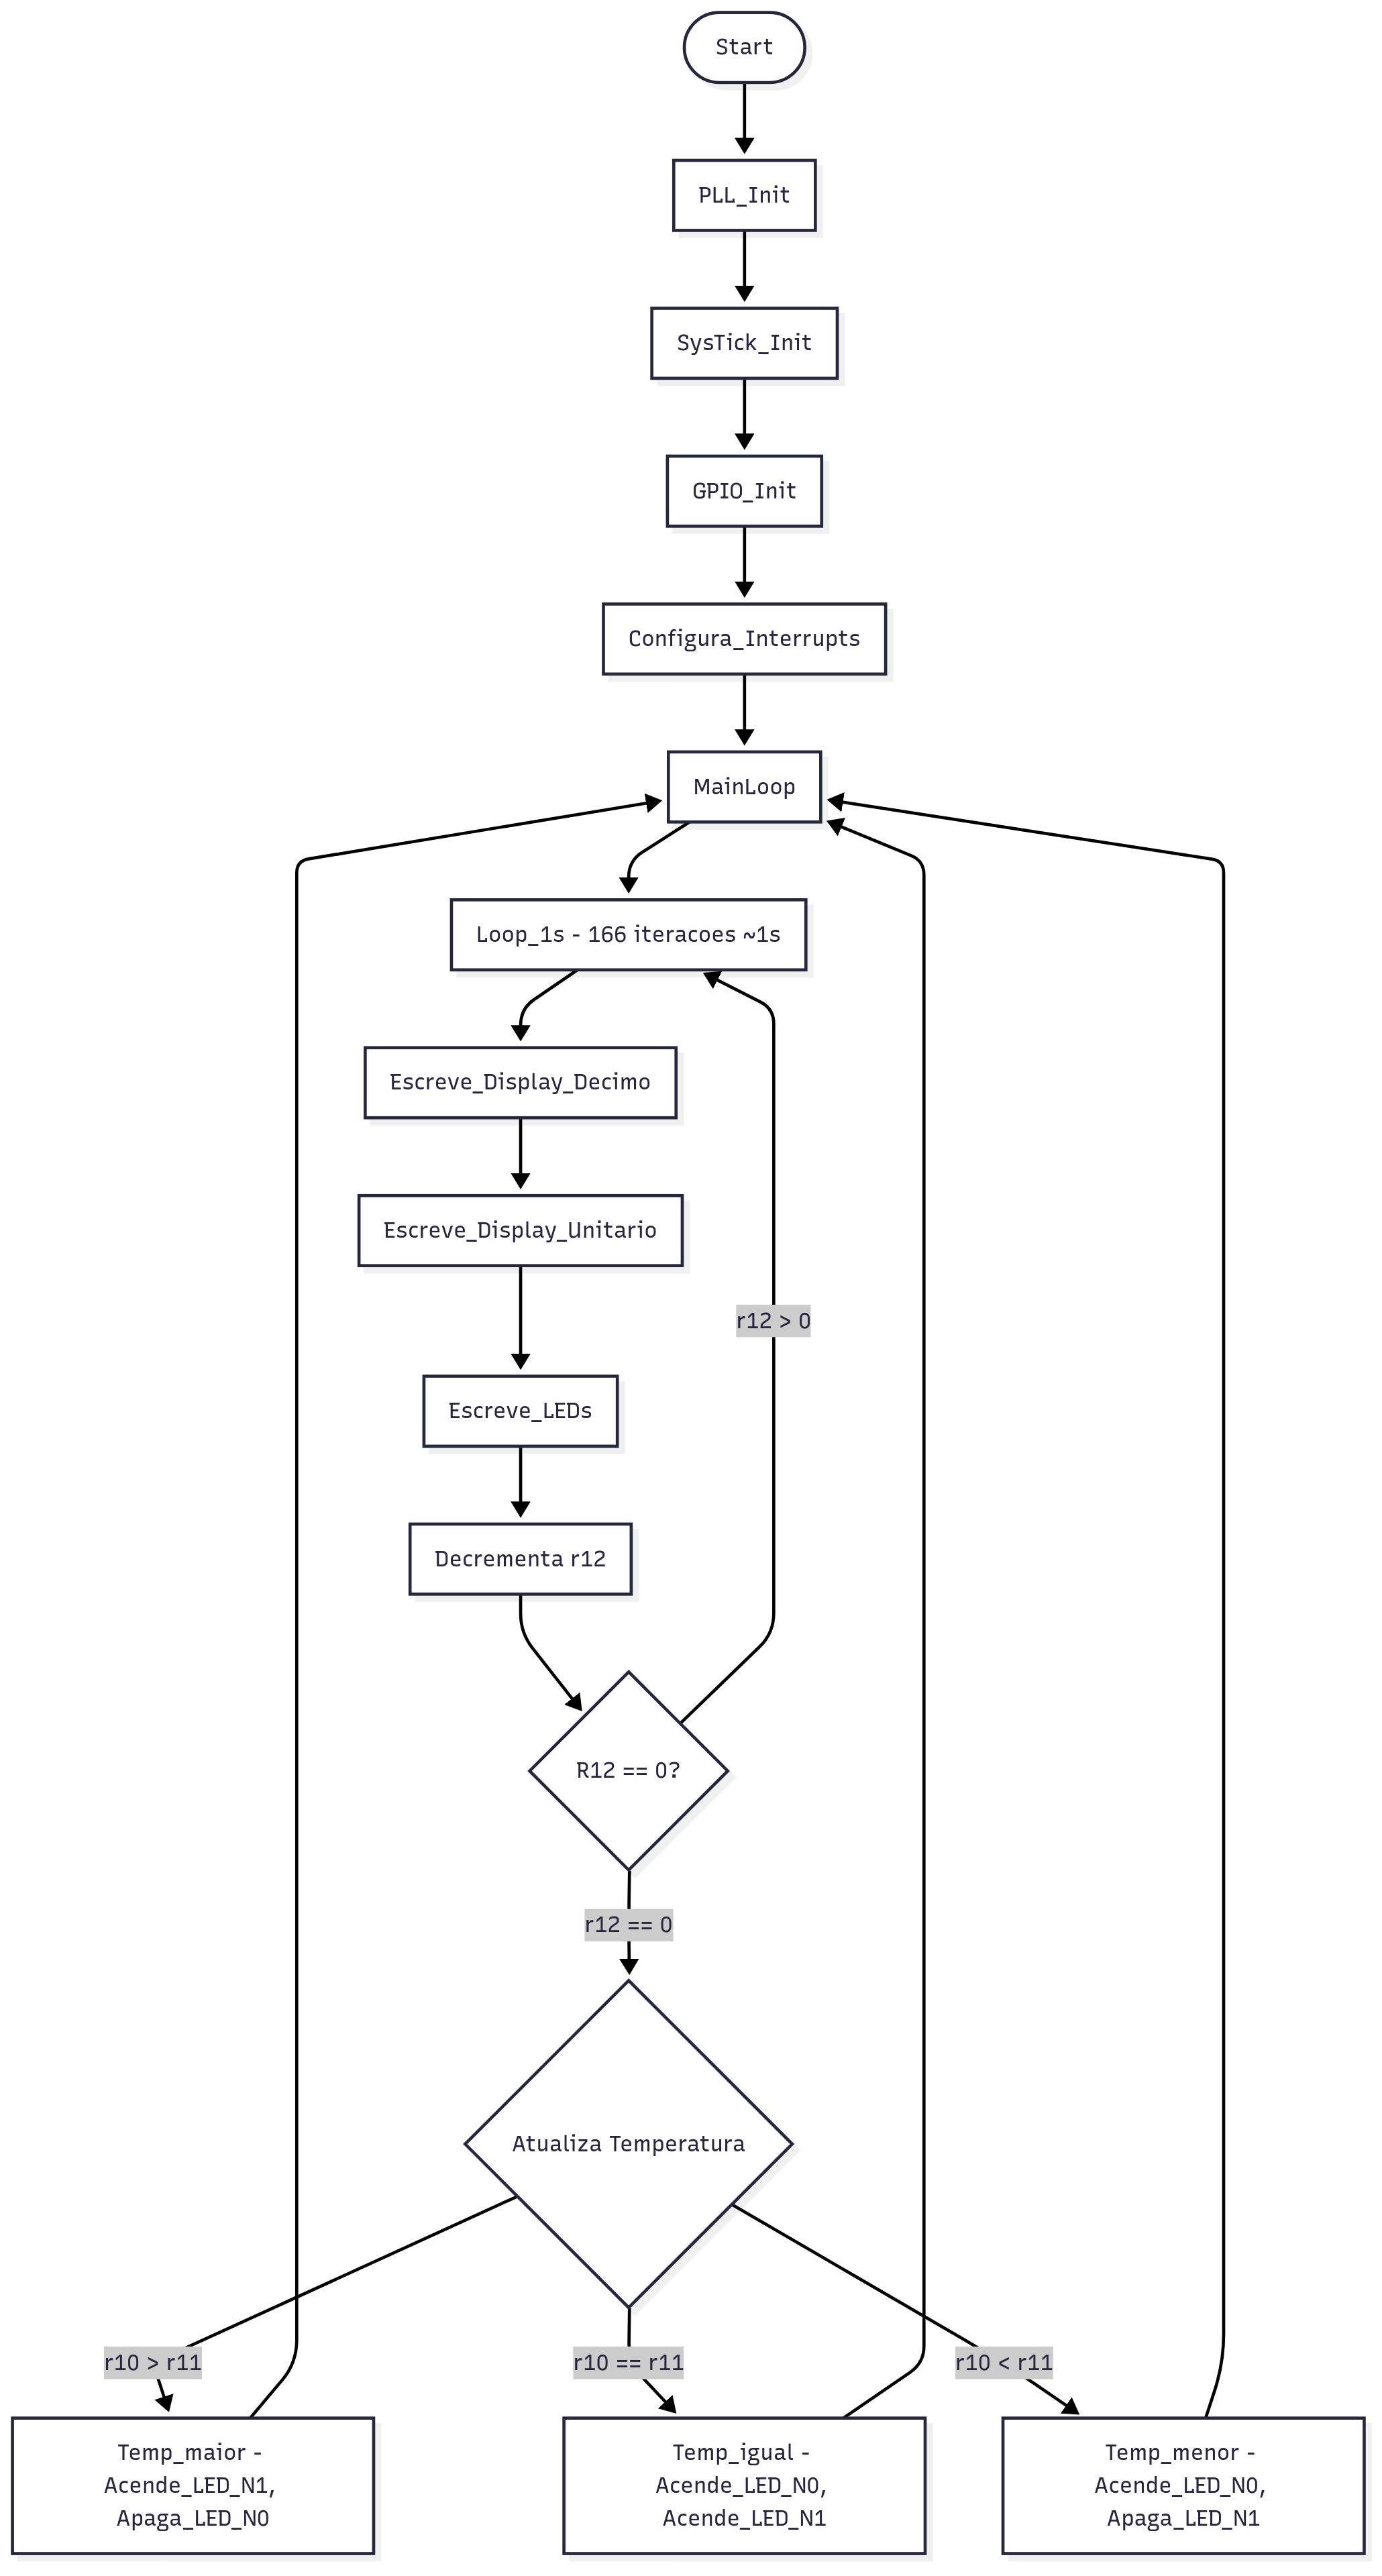 Start
PLL_Init
SysTick_Init
GPIO_Init
Configura_Interrupts
MainLoop
Loop_1s - 166 iteracoes ~1s
Escreve_Display_Decimo
Escreve_Display_Unitario
r12 > 0
Escreve_LEDs
Decrementa r12
R12 == 0?
r12 == 0
Atualiza Temperatura
r10 > r11
r10 == r11
r10 < r11
Temp_maior -
Acende_LED_N1,
Apaga_LED_N0
Temp_igual -
Acende_LED_N0,
Acende_LED_N1
Temp_menor -
Acende_LED_N0,
Apaga_LED_N1